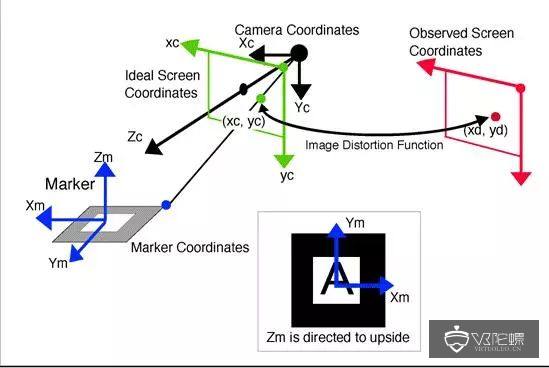 Camera Coordinates
Observed Screen
Coordinates
xc
Xc
Ideal Screen
Coordinates
Yc
(xc, yc)
(xd, yd)
Zc
Image Distortion Function
yc
Zm
Marker
Xm
Ym
Marker Coordinates
Ym
A
Xm
Zm is directed to upside
VR陀螺
VRTUOLUO.CN